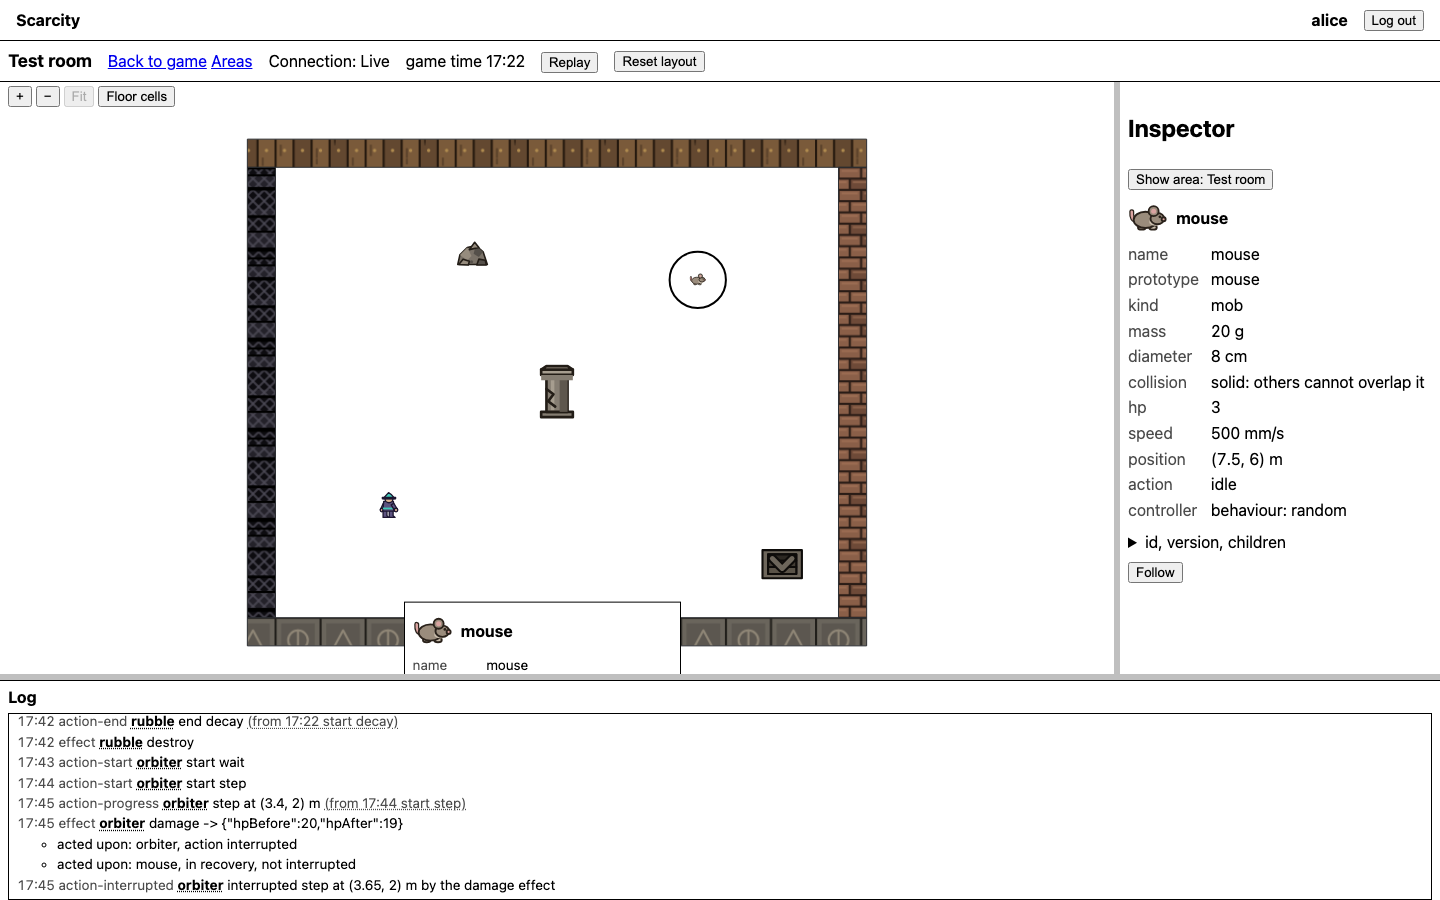 Scarcity
alice Log out
Test room Back to game Areas Connection: Live game time 17:22 Replay Reset layout
+ − Fit Floor cells
Inspector
Show area: Test room
mouse
name mouse
prototype mouse
kind mob
mass 20 g
diameter 8 cm
collision solid: others cannot overlap it
hp 3
speed 500 mm/s
position (7.5, 6) m
action idle
controller behaviour: random
id, version, children
Follow
mouse
name mouse
Log
17:42 action-end rubble end decay (from 17:22 start decay)
17:42 effect rubble destroy
17:43 action-start orbiter start wait
17:44 action-start orbiter start step
17:45 action-progress orbiter step at (3.4, 2) m (from 17:44 start step)
17:45 effect orbiter damage -> {"hpBefore":20,"hpAfter":19}
acted upon: orbiter, action interrupted
acted upon: mouse, in recovery, not interrupted
17:45 action-interrupted orbiter interrupted step at (3.65, 2) m by the damage effect